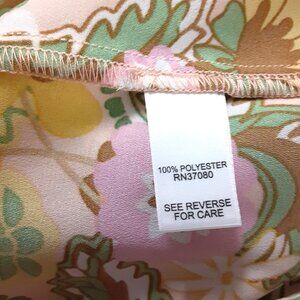 100% POLYESTER
RN37080
SEE REVERSE
FOR CARE